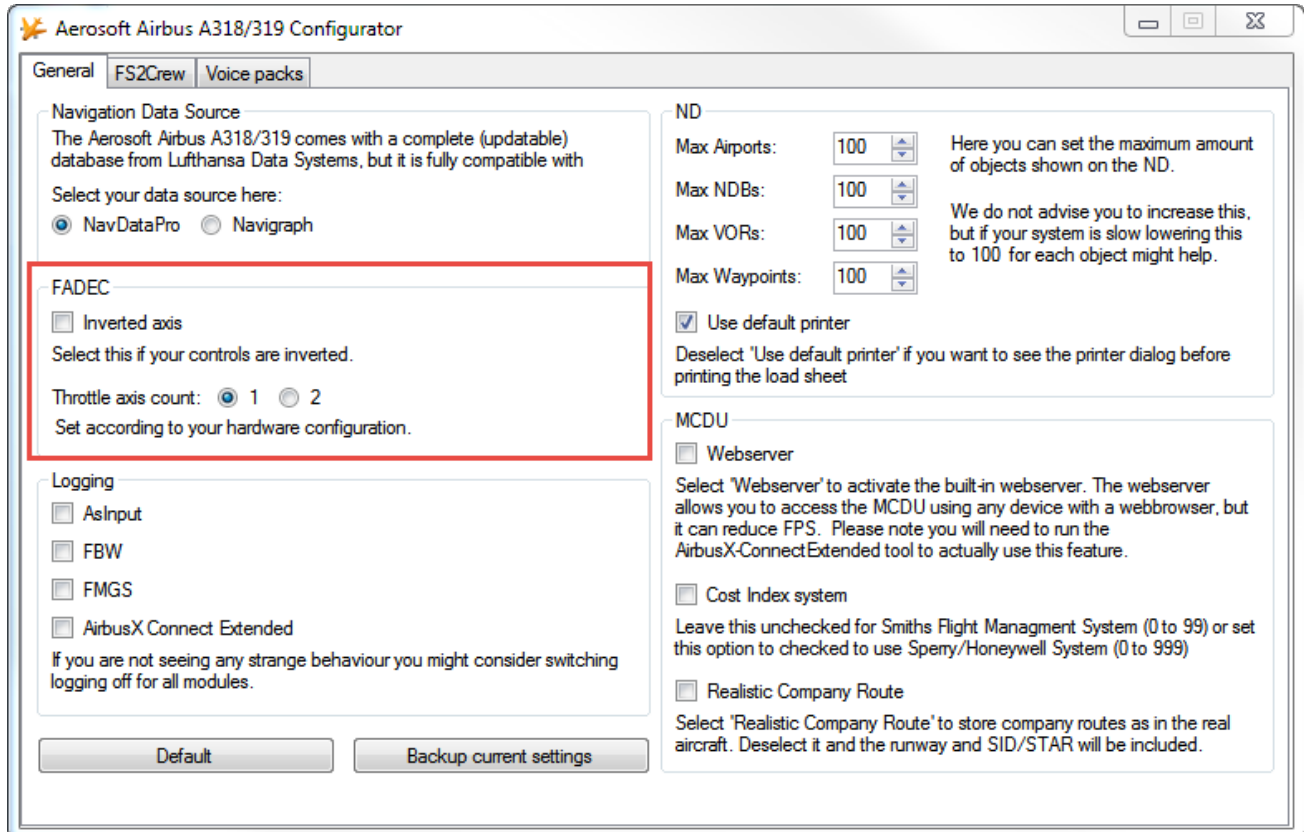 Aerosoft Airbus A318/319 Configurator
General
FS2Crew
Voice packs
Navigation Data Source
The Aerosoft Airbus A318/319 comes with a complete (updatable)
database from Lufthansa Data Systems, but it is fully compatible with
Select your data source here:
NavDataPro
Navigraph
FADEC
Inverted axis
Select this if your controls are inverted.
Throttle axis count: 1 2
Set according to your hardware configuration.
Logging
AsInput
FBW
FMGS
AirbusX Connect Extended
If you are not seeing any strange behaviour you might consider switching
logging off for all modules.
Default
Backup current settings
ND
Max Airports: 100
Max NDBs: 100
Max VORs: 100
Max Waypoints: 100
Here you can set the maximum amount
of objects shown on the ND.
We do not advise you to increase this,
but if your system is slow lowering this
to 100 for each object might help.
Use default printer
Deselect 'Use default printer' if you want to see the printer dialog before
printing the load sheet
MCDU
Webserver
Select 'Webserver' to activate the built-in webserver. The webserver
allows you to access the MCDU using any device with a webbrowser, but
it can reduce FPS. Please note you will need to run the
AirbusX-ConnectExtended tool to actually use this feature.
Cost Index system
Leave this unchecked for Smiths Flight Managment System (0 to 99) or set
this option to checked to use Sperry/Honeywell System (0 to 999)
Realistic Company Route
Select 'Realistic Company Route' to store company routes as in the real
aircraft. Deselect it and the runway and SID/STAR will be included.